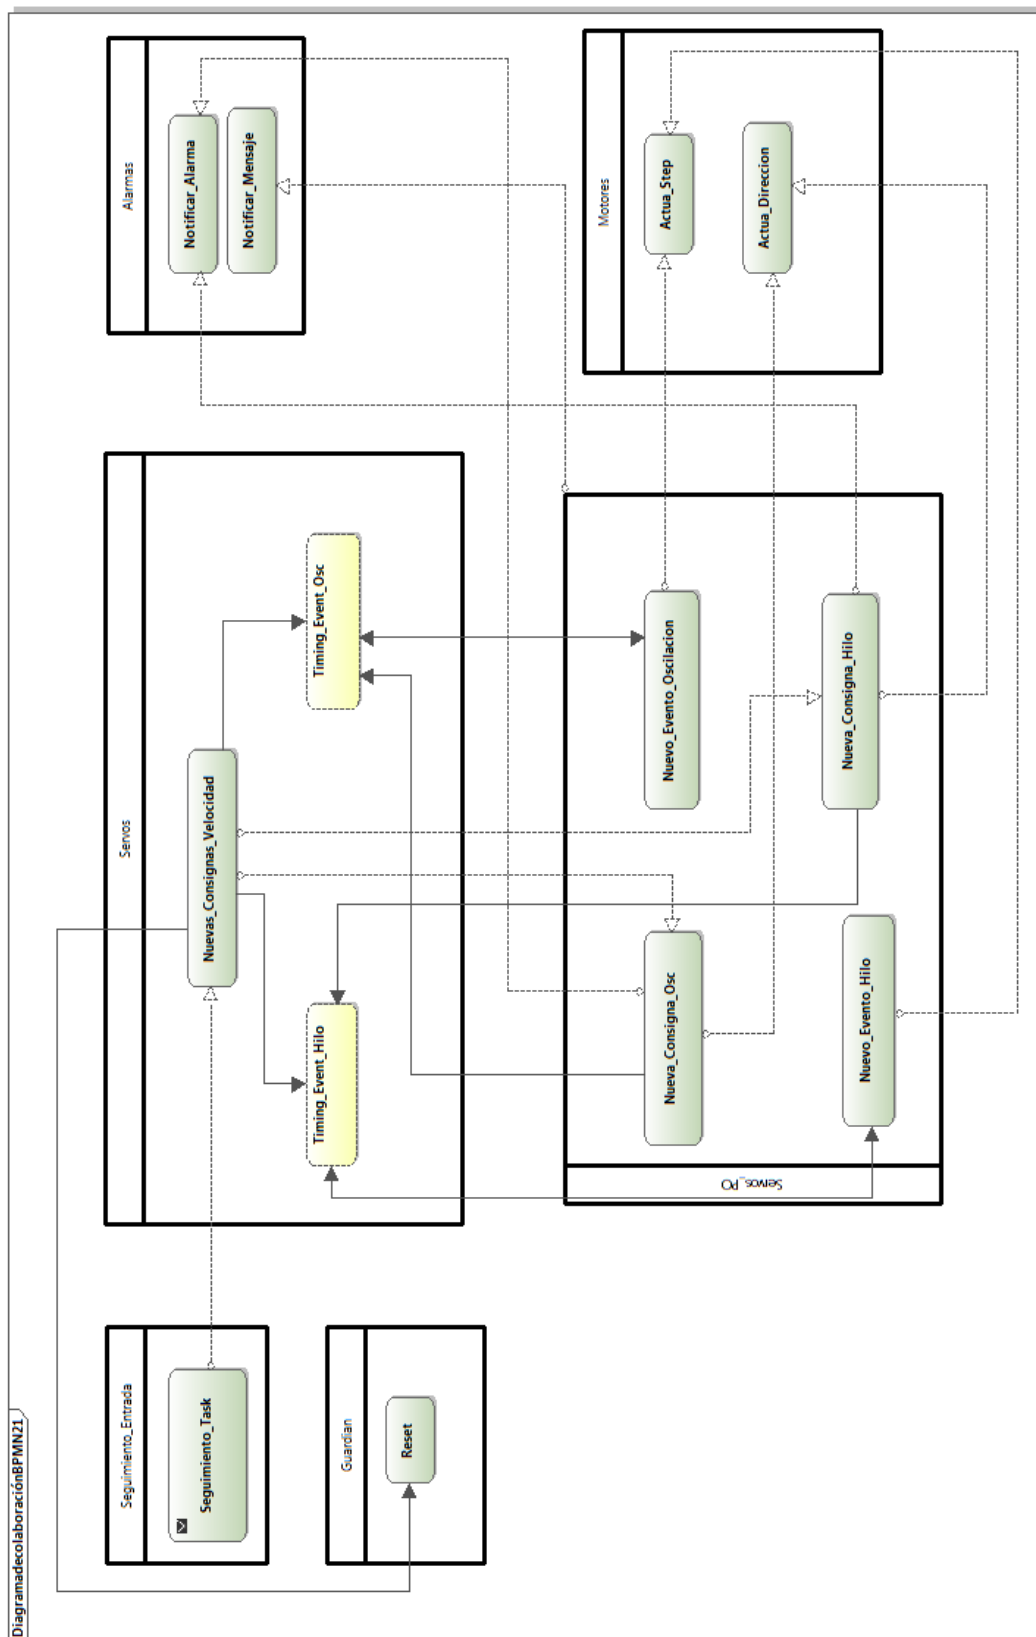 DiagramadecolaboraciónBPMN21
Seguimiento_Entrada
Seguimiento_Task
Guardian
Reset
Servos
Nuevas_Consignas_Velocidad
Timing_Event_Hilo
Timing_Event_Osc
Servos_PO
Nueva_Consigna_Osc
Nuevo_Evento_Oscilacion
Nuevo_Evento_Hilo
Nueva_Consigna_Hilo
Alarmas
Notificar_Alarma
Notificar_Mensaje
Motores
Actua_Step
Actua_Direccion